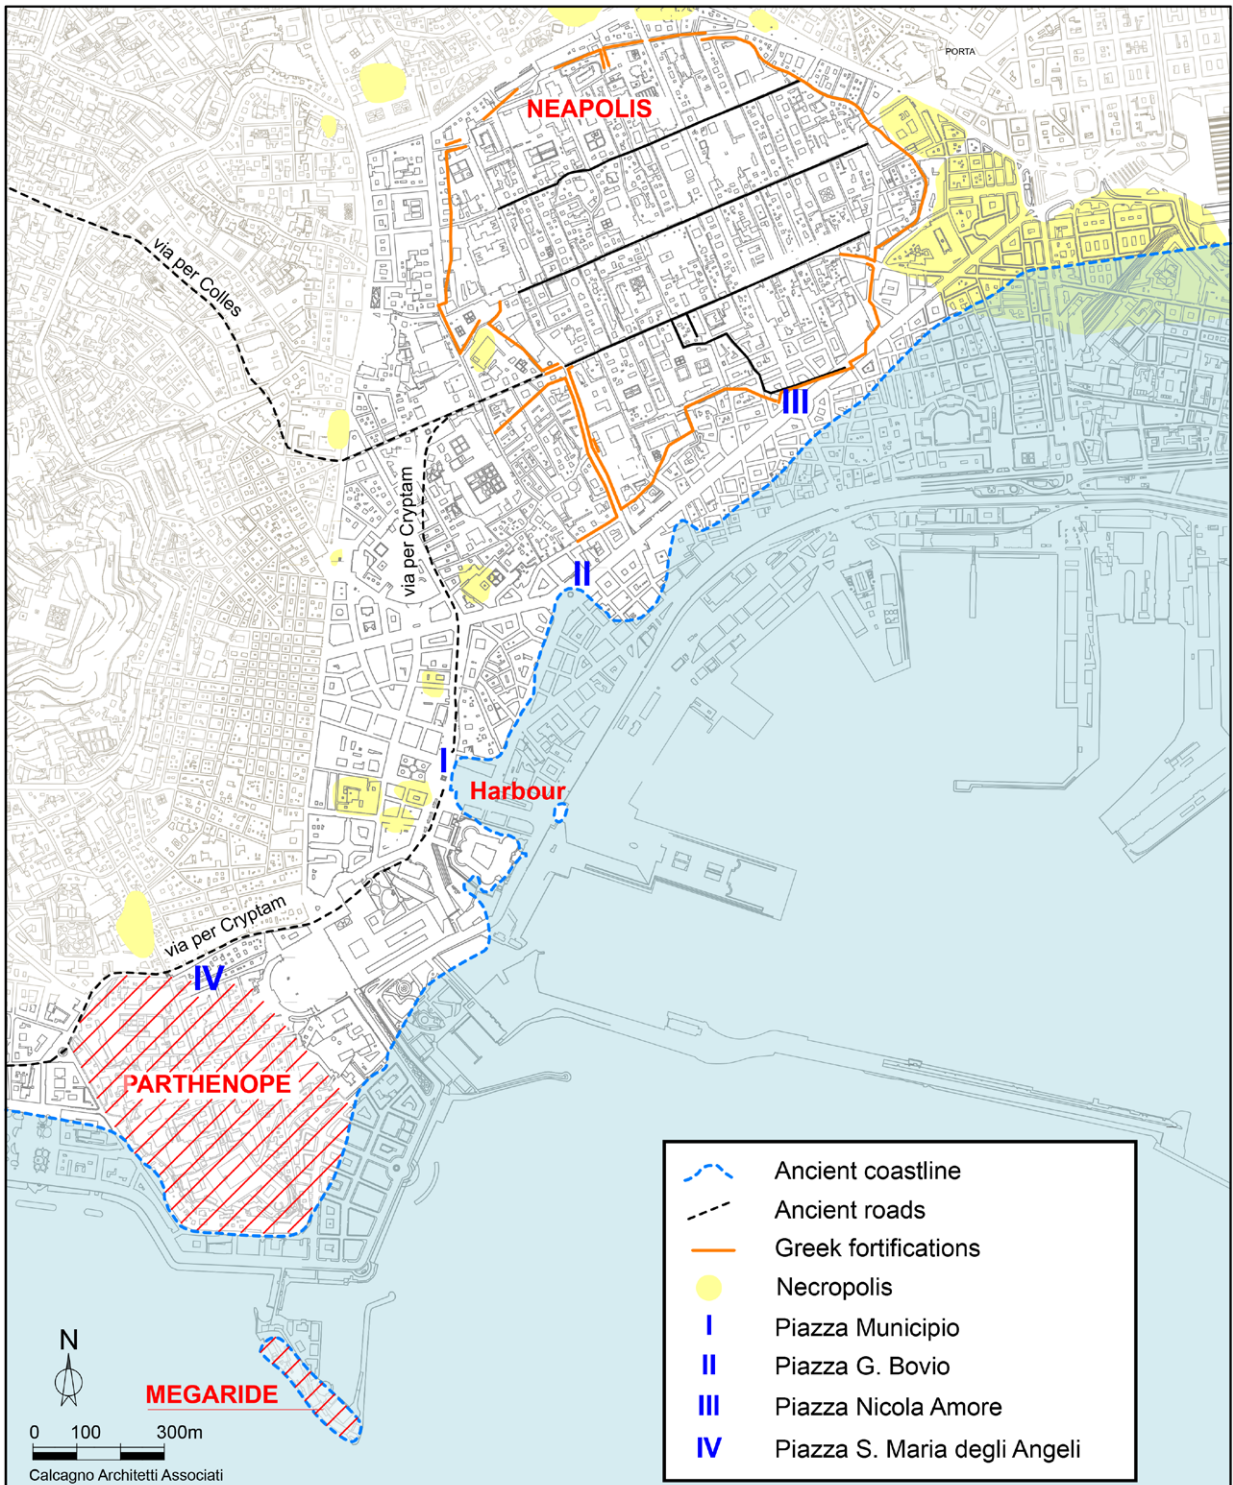 PORTA
NEAPOLIS
via per Colles
III
via per Cryptam
II
I
Harbour
via per Cryptam
IV
PARTHENOPE
MEGARIDE
N
0 100 300m
Calcagno Architetti Associati
Ancient coastline
Ancient roads
Greek fortifications
Necropolis
I Piazza Municipio
II Piazza G. Bovio
III Piazza Nicola Amore
IV Piazza S. Maria degli Angeli